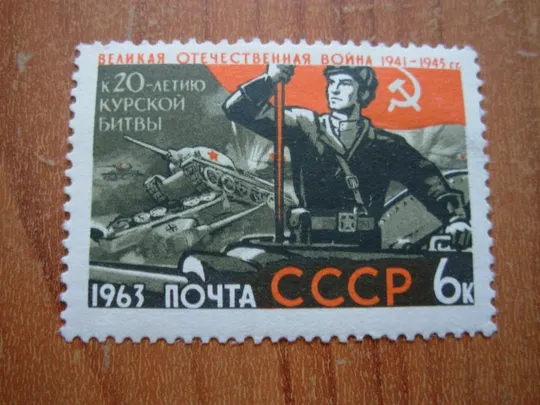 ВЕЛИКАЯ ОТЕЧЕСТВЕННАЯ ВОЙНА 1941-1945 гг.
К 20-ЛЕТИЮ
КУРСКОЙ
БИТВЫ
1963 ПОЧТА СССР 6К